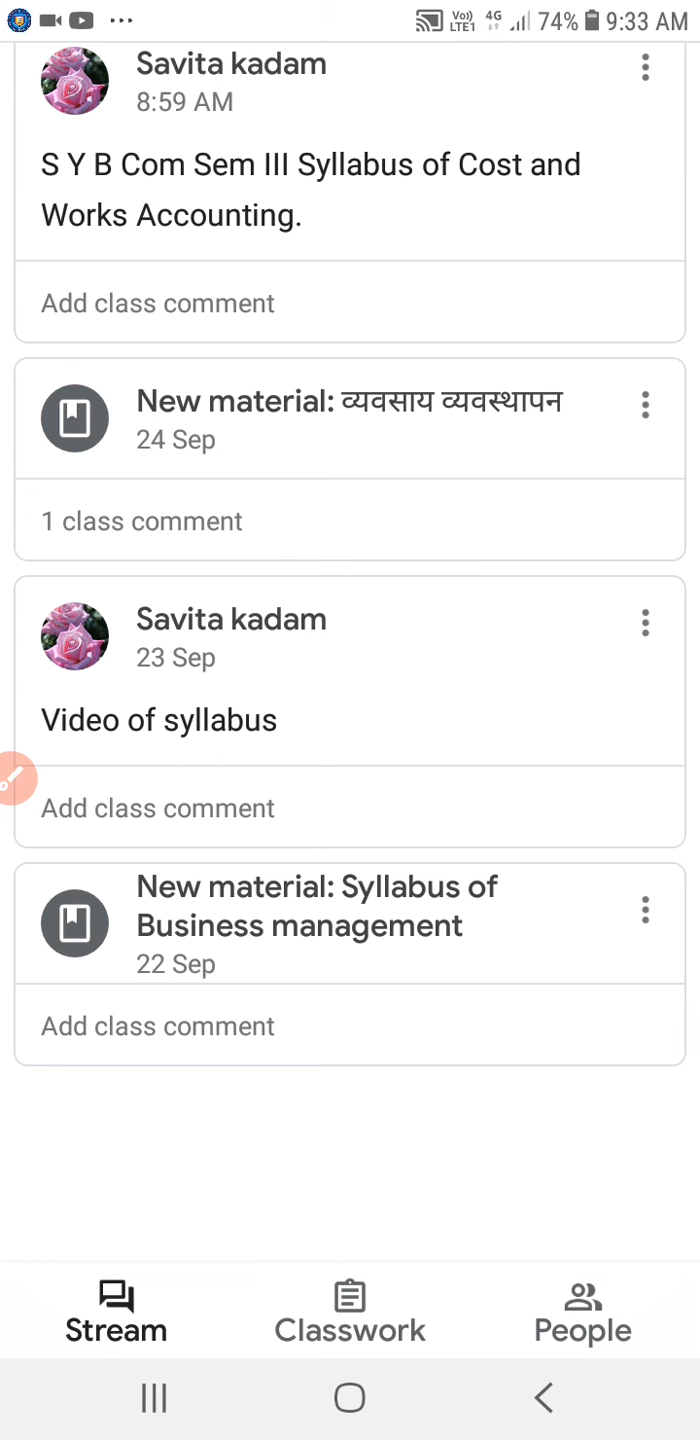 Vo)) 4G 74% 9:33 AM
LTE1
Savita kadam
8:59 AM
S Y B Com Sem III Syllabus of Cost and
Works Accounting.
Add class comment
New material: व्यवसाय व्यवस्थापन
24 Sep
1 class comment
Savita kadam
23 Sep
Video of syllabus
Add class comment
New material: Syllabus of
Business management
22 Sep
Add class comment
Stream Classwork People